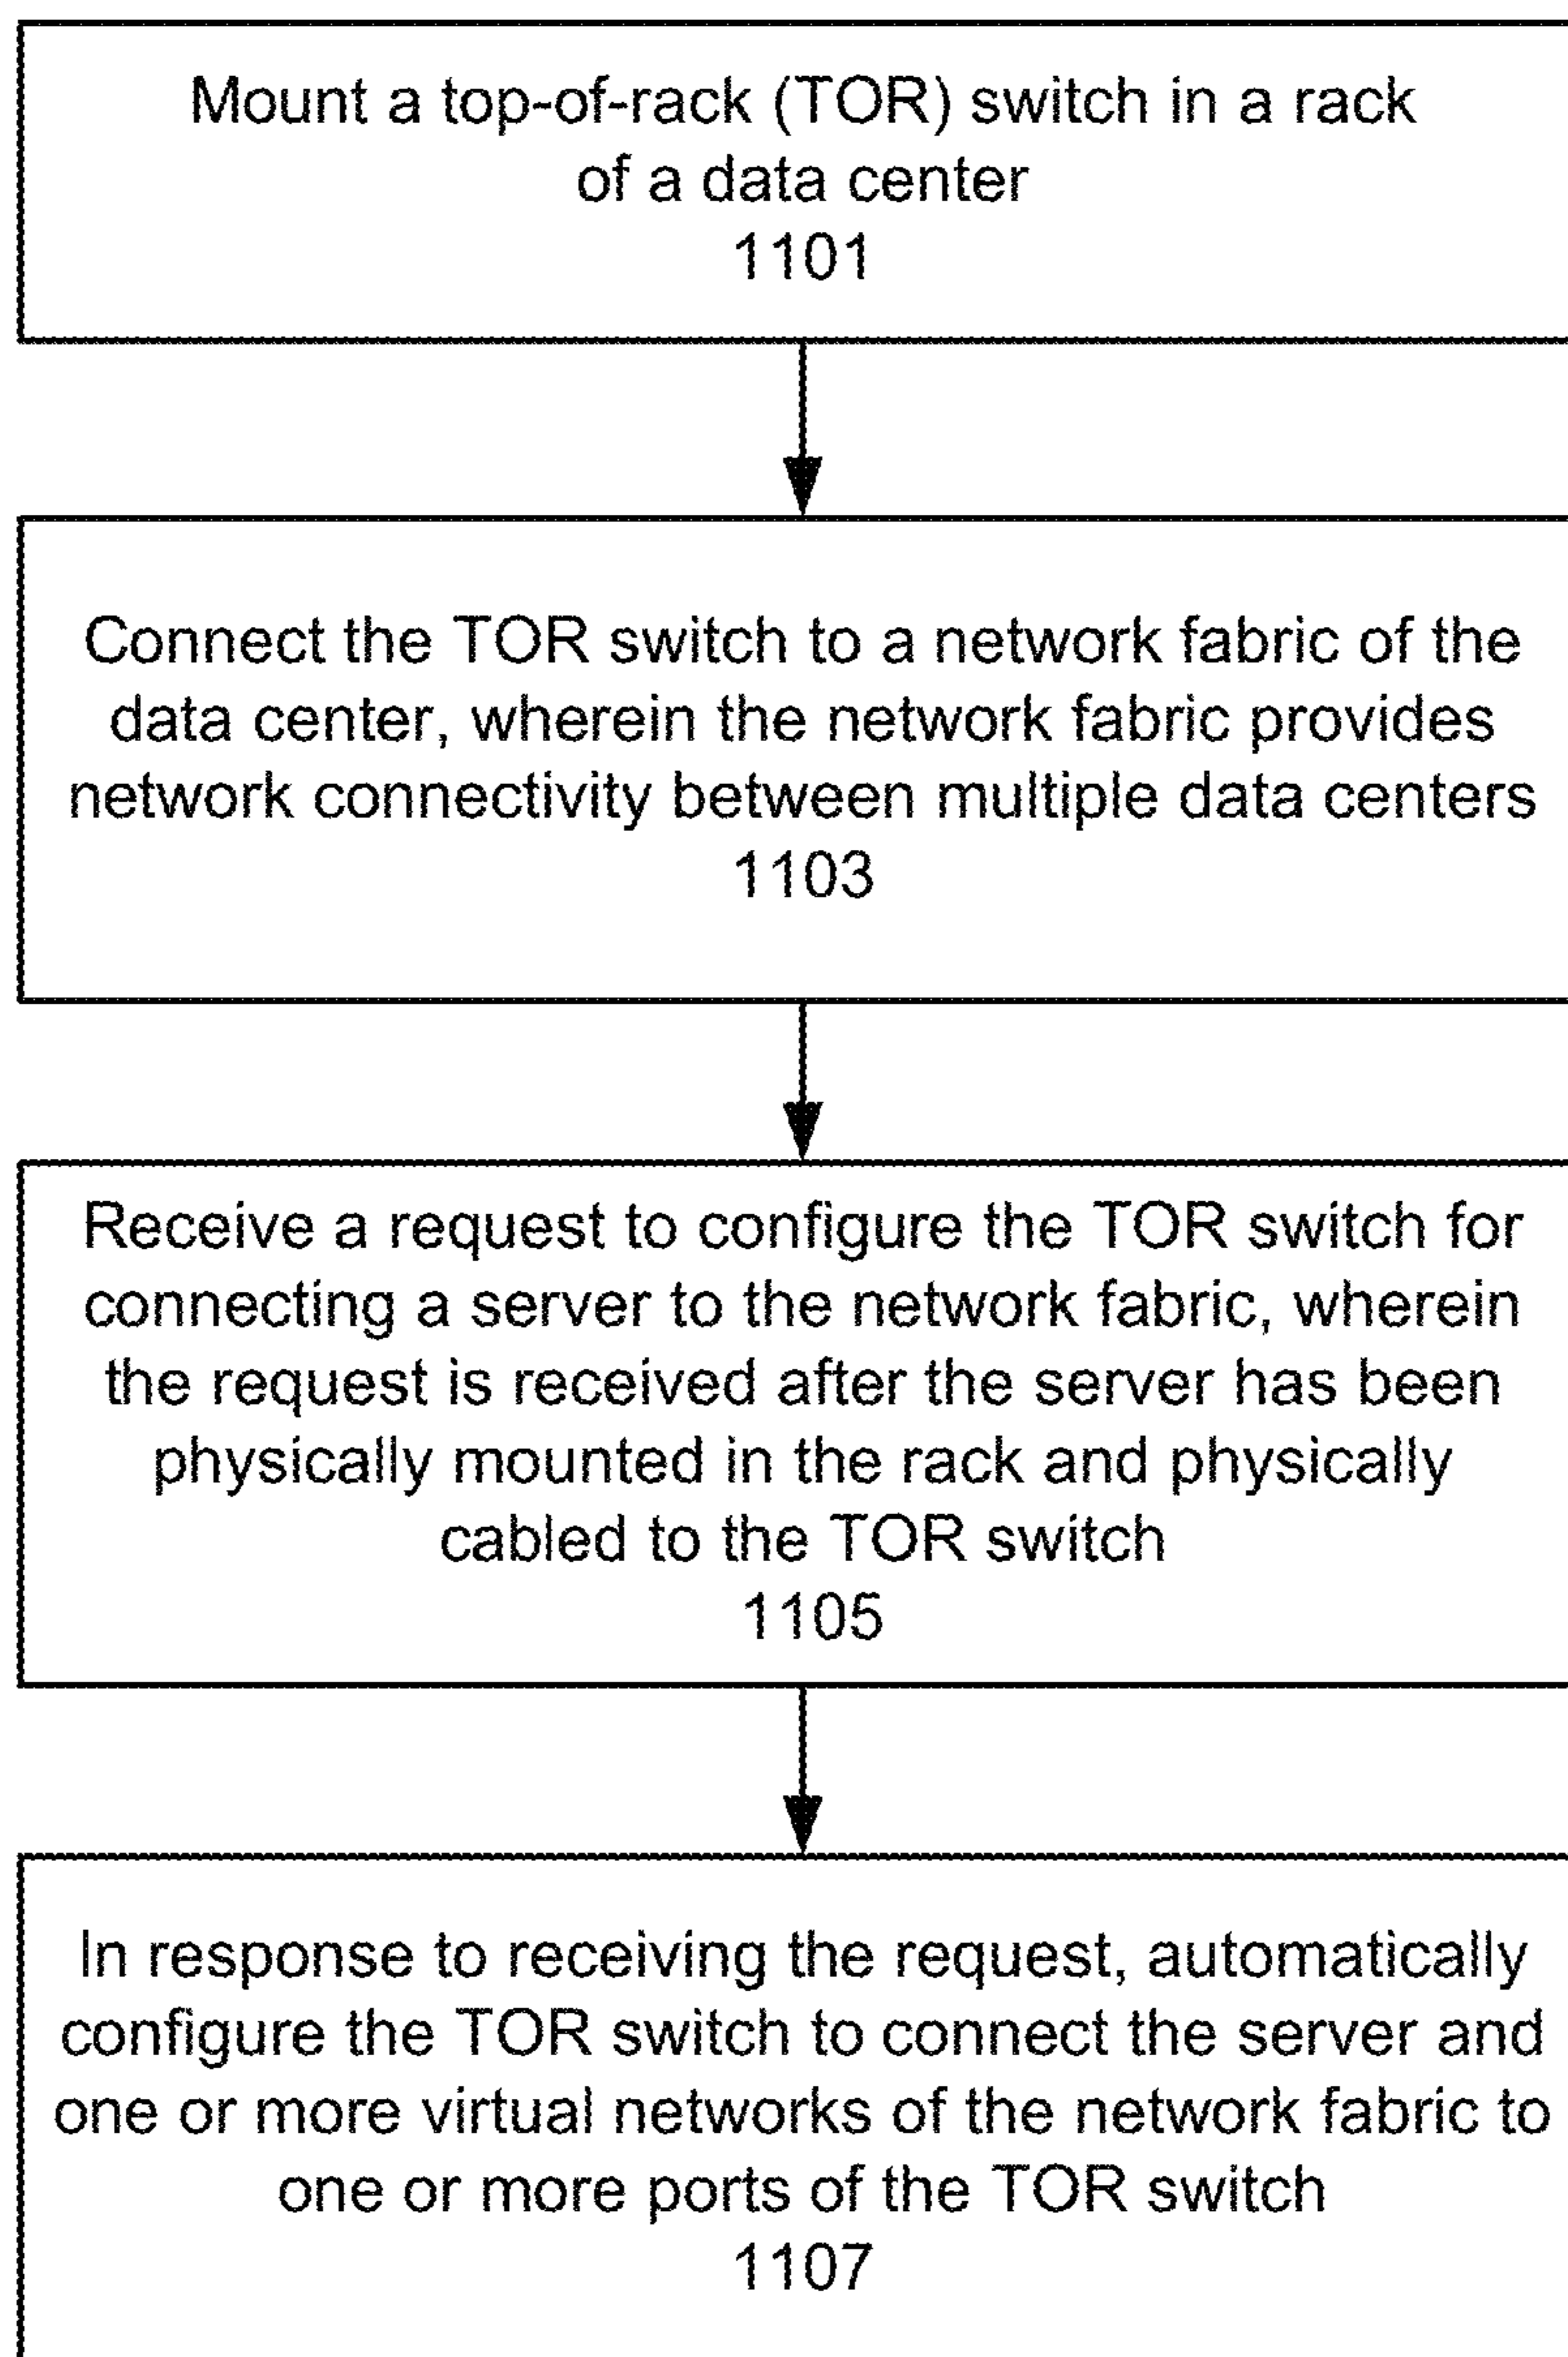 Mount a top-of-rack (TOR) switch in a rack
of a data center
1101
Connect the TOR switch to a network fabric of the
data center, wherein the network fabric provides
network connectivity between multiple data centers
1103
Receive a request to configure the TOR switch for
connecting a server to the network fabric, wherein
the request is received after the server has been
physically mounted in the rack and physically
cabled to the TOR switch
1105
In response to receiving the request, automatically
configure the TOR switch to connect the server and
one or more virtual networks of the network fabric to
one or more ports of the TOR switch
1107